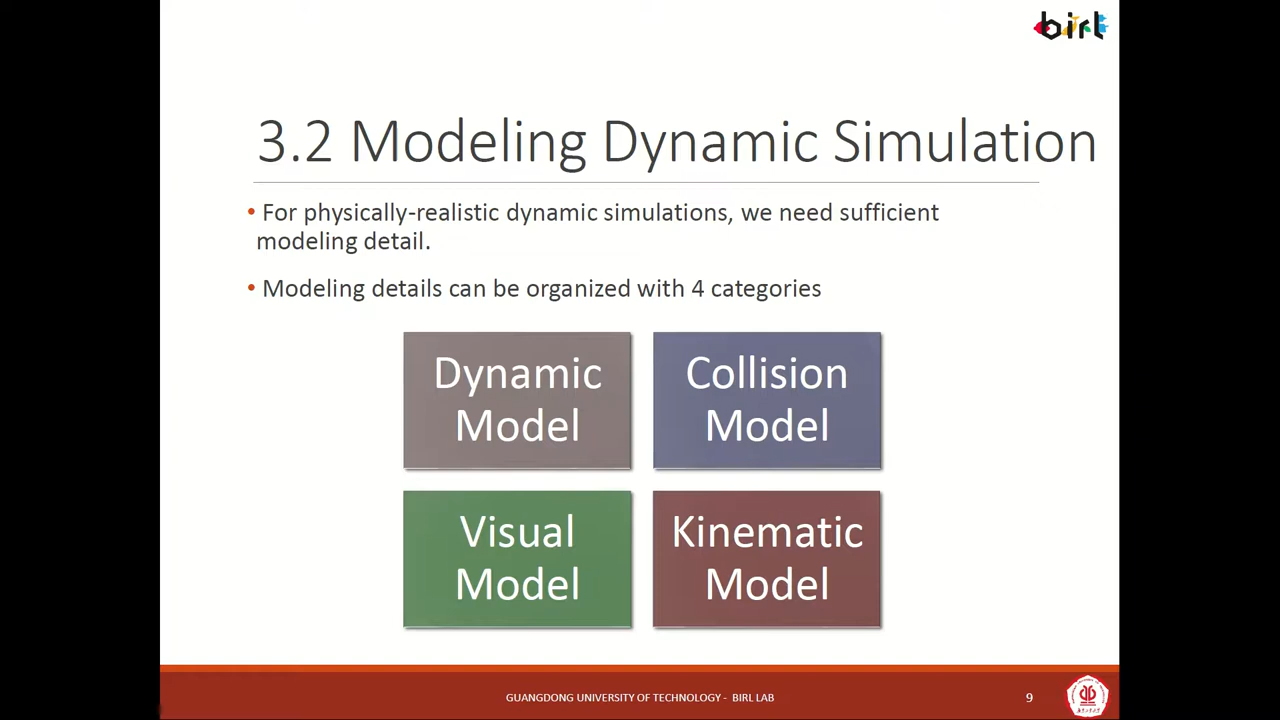 birl
3.2 Modeling Dynamic Simulation
• For physically-realistic dynamic simulations, we need sufficient
modeling detail.
• Modeling details can be organized with 4 categories
Dynamic
Model
Collision
Model
Visual
Model
Kinematic
Model
GUANGDONG UNIVERSITY OF TECHNOLOGY - BIRL LAB
9